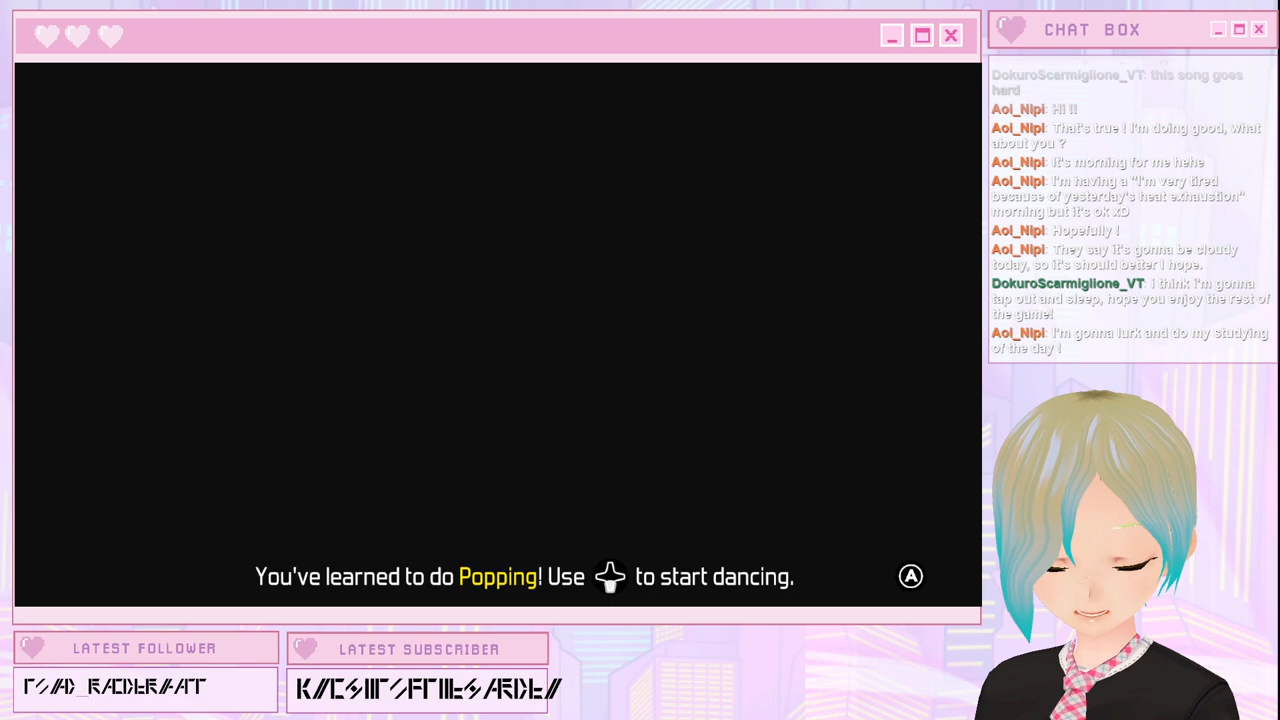 CHAT BOX
DokuroScarmiglione_VT: this song goes
hard
Aoi_Nipi: Hi !!
Aoi_Nipi: That's true ! I'm doing good, what
about you ?
Aoi_Nipi: It's morning for me hehe
Aoi_Nipi: I'm having a "I'm very tired
because of yesterday's heat exhaustion"
morning but it's ok xD
Aoi_Nipi: Hopefully !
Aoi_Nipi: They say it's gonna be cloudy
today, so it's should better I hope.
DokuroScarmiglione_VT: i think i'm gonna
tap out and sleep, hope you enjoy the rest of
the game!
Aoi_Nipi: I'm gonna lurk and do my studying
of the day !
You've learned to do Popping! Use to start dancing.
A
LATEST FOLLOWER
LATEST SUBSCRIBER